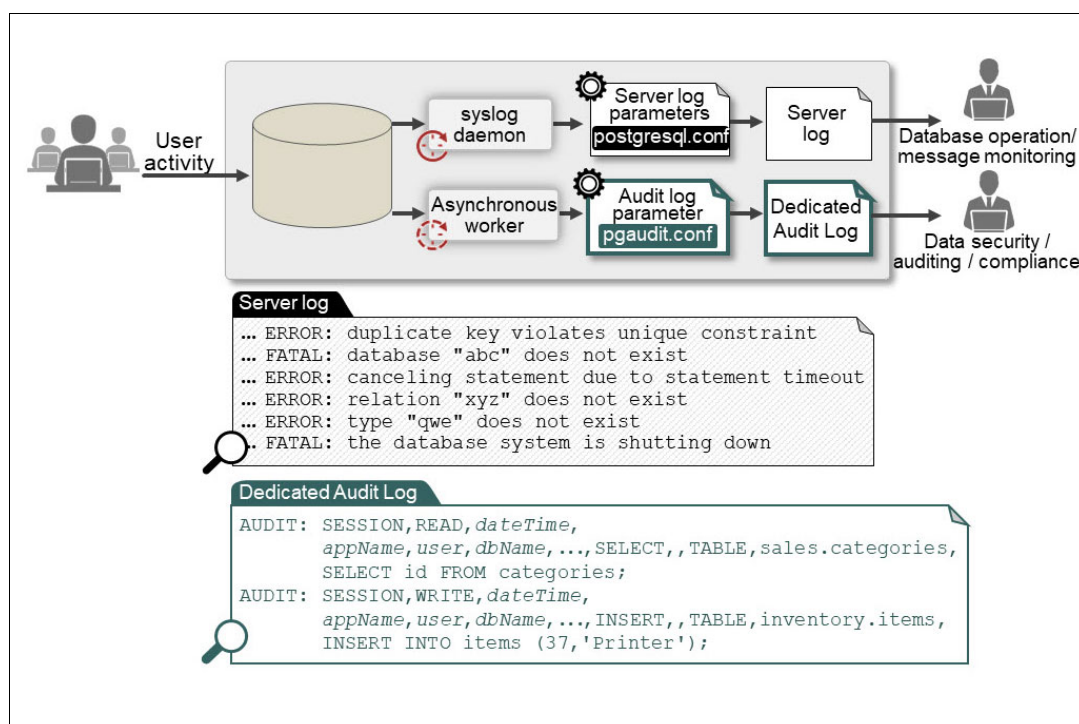 User
activity
syslog
daemon
Server log
parameters
postgresql.conf
Server
log
Database operation/
message monitoring
Asynchronous
worker
Audit log
parameter
pgaudit.conf
Dedicated
Audit Log
Data security /
auditing / compliance
Server log
... ERROR: duplicate key violates unique constraint
... FATAL: database "abc" does not exist
... ERROR: canceling statement due to statement timeout
... ERROR: relation "xyz" does not exist
... ERROR: type "qwe" does not exist
... FATAL: the database system is shutting down
Dedicated Audit Log
AUDIT: SESSION,READ,dateTime,
appName,user,dbName,...,SELECT,,TABLE,sales.categories,
SELECT id FROM categories;
AUDIT: SESSION,WRITE,dateTime,
appName,user,dbName,...,INSERT,,TABLE,inventory.items,
INSERT INTO items (37,'Printer');